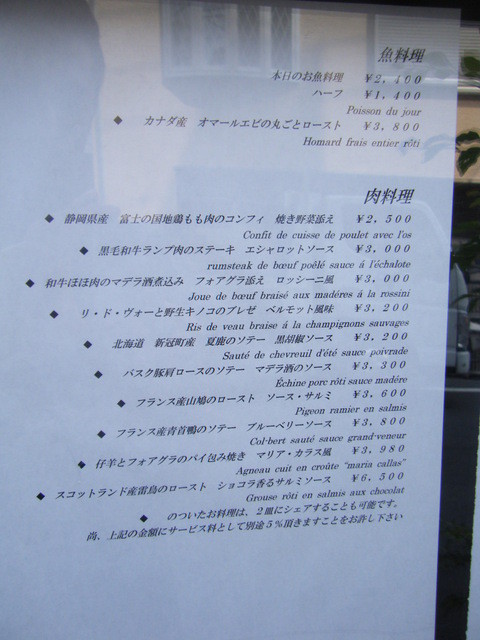 魚料理
本日のお魚料理 ￥2,400
ハーフ ￥1,400
Poisson du jour
◆ カナダ産 オマールエビの丸ごとロースト ￥3,800
Homard frais entier rôti
肉料理
◆ 静岡県産 富士の国地鶏もも肉のコンフィ 焼き野菜添え ￥2,500
Confit de cuisse de poulet avec l'os
◆ 黒毛和牛ランプ肉のステーキ エシャロットソース ￥3,000
rumsteak de bœuf poêlé sauce á l'échalote
◆ 和牛ほほ肉のマデラ酒煮込み フォアグラ添え ロッシーニ風 ￥3,000
Joue de bœuf braisé aux madéres á la rossini
◆ リ・ド・ヴォーと野生キノコのブレゼ ベルモット風味 ￥3,200
Ris de veau braise á la champignons sauvages
◆ 北海道 新冠町産 夏鹿のソテー 黒胡椒ソース ￥3,200
Sauté de chevreuil d'été sauce poivrade
◆ バスク豚肩ロースのソテー マデラ酒のソース ￥3,300
Échine porc rôti sauce madére
◆ フランス産山鳩のロースト ソース・サルミ ￥3,600
Pigeon ramier en salmis
◆ フランス産青首鴨のソテー ブルーベリーソース ￥3,800
Col-bert sauté sauce grand-veneur
◆ 仔羊とフォアグラのパイ包み焼き マリア・カラス風 ￥3,980
Agneau cuit en croûte "maria callas"
◆ スコットランド産雷鳥のロースト ショコラ香るサルミソース ￥6,500
Grouse rôti en salmis aux chocolat
◆ のついたお料理は、2皿にシェアすることも可能です。
尚、上記の金額にサービス料として別途5%頂きますことをお許し下さい